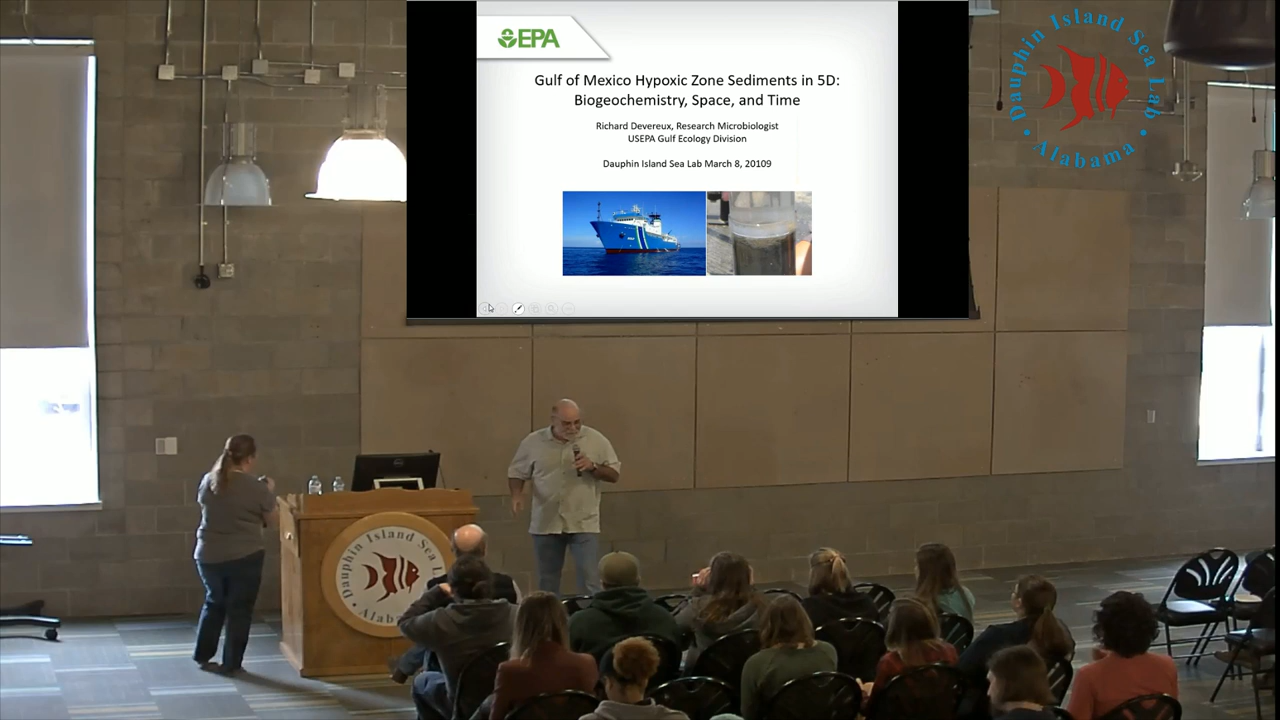 EPA
Gulf of Mexico Hypoxic Zone Sediments in 5D:
Biogeochemistry, Space, and Time
Richard Devereux, Research Microbiologist
USEPA Gulf Ecology Division
Dauphin Island Sea Lab March 8, 20109
Dauphin Island Sea Lab
• Alabama •
Dauphin Island Sea L
Alabama